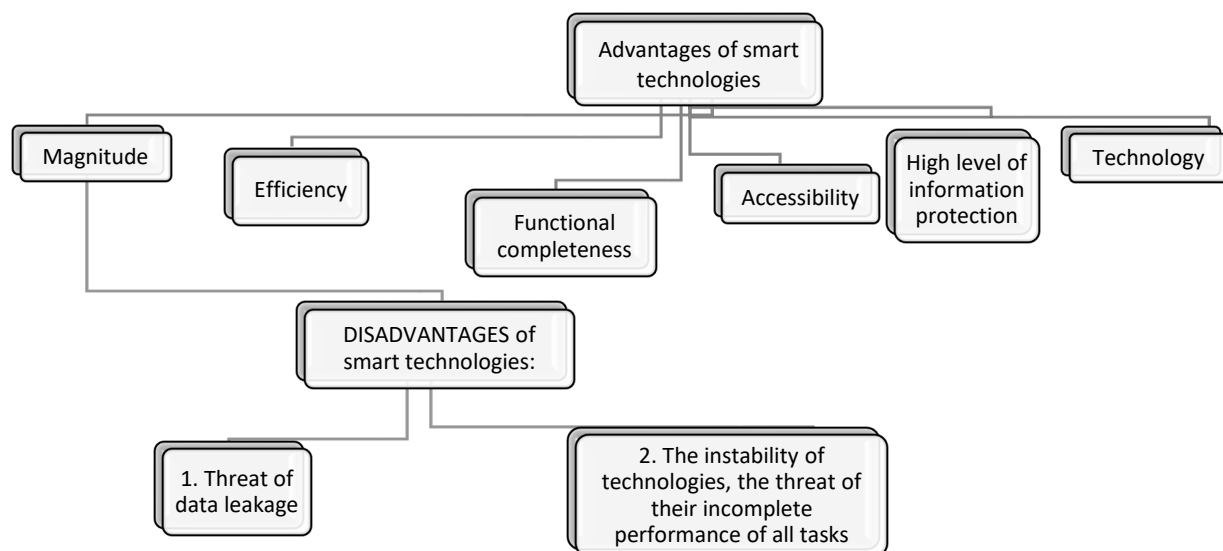 Advantages of smart
technologies
Magnitude
Efficiency
Functional
completeness
Accessibility
High level of
information
protection
Technology
DISADVANTAGES of
smart technologies:
1. Threat of
data leakage
2. The instability of
technologies, the threat of
their incomplete
performance of all tasks